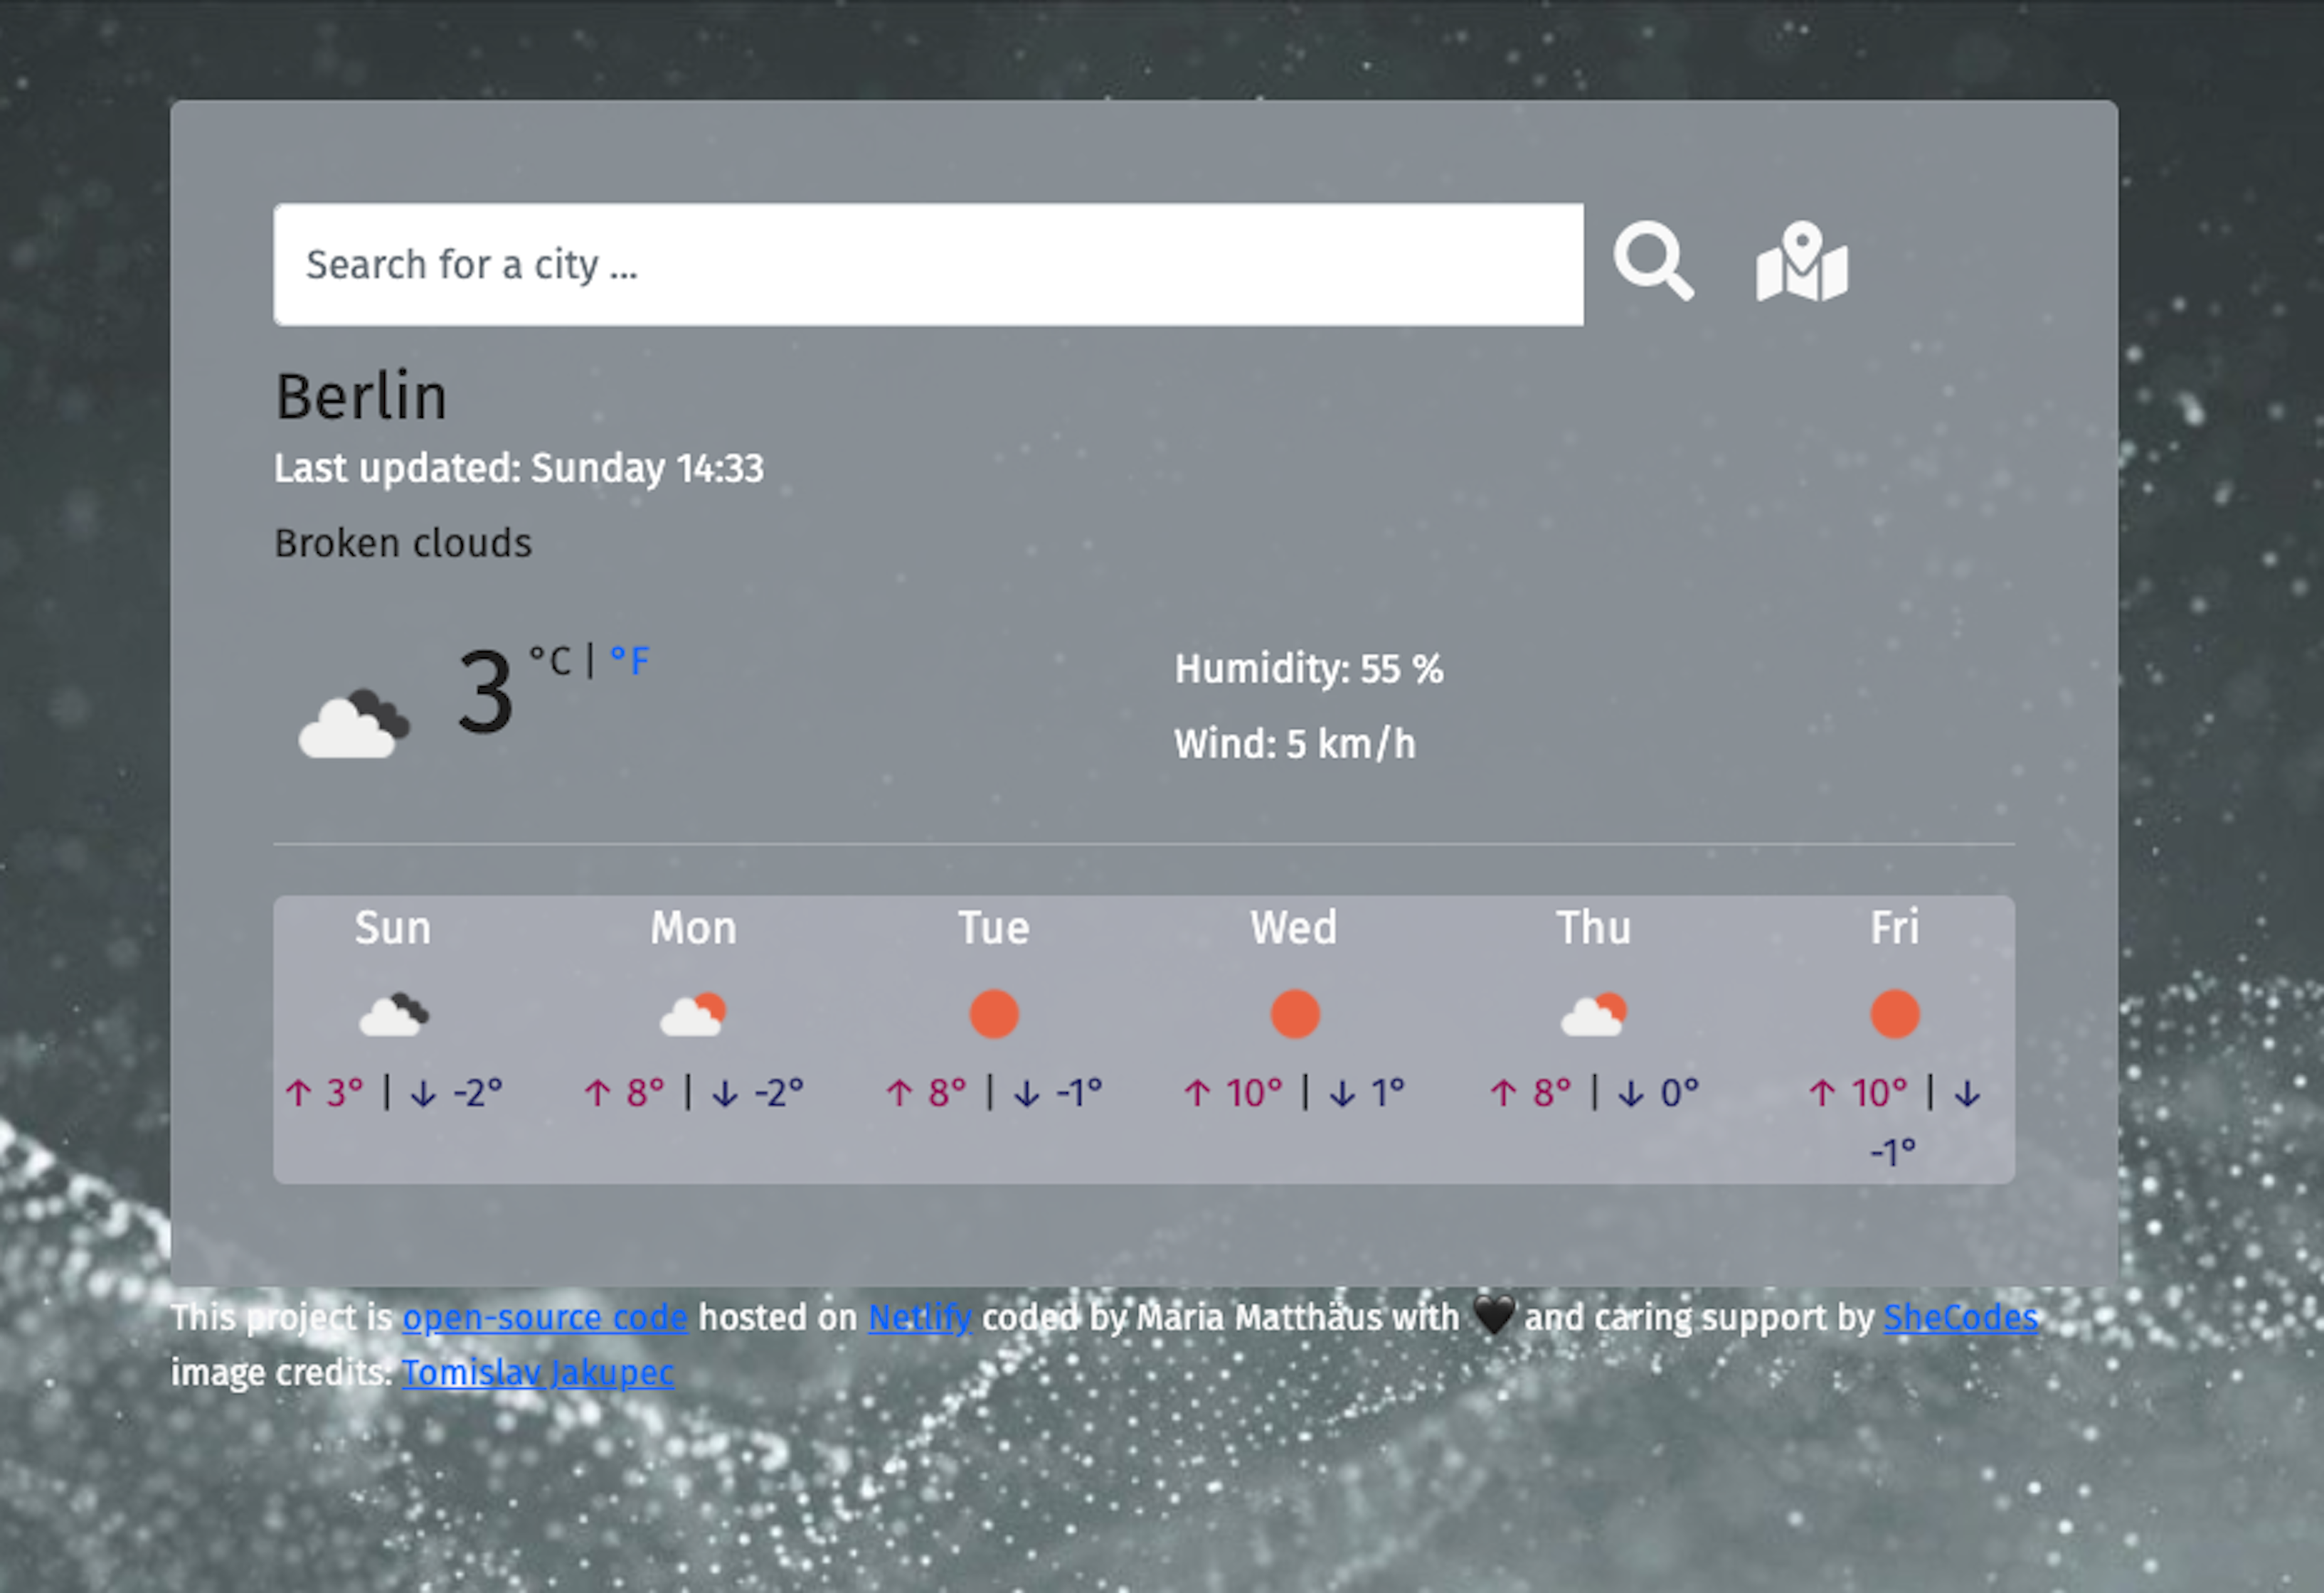 Search for a city ...
Berlin
Last updated: Sunday 14:33
Broken clouds
3 °C | °F
Humidity: 55 %
Wind: 5 km/h
Sun Mon Tue Wed Thu Fri
↑ 3° | ↓ -2° ↑ 8° | ↓ -2° ↑ 8° | ↓ -1° ↑ 10° | ↓ 1° ↑ 8° | ↓ 0° ↑ 10° | ↓
-1°
This project is open-source code hosted on Netlify coded by Maria Matthäus with 🖤 and caring support by SheCodes
image credits: Tomislav Jakupec